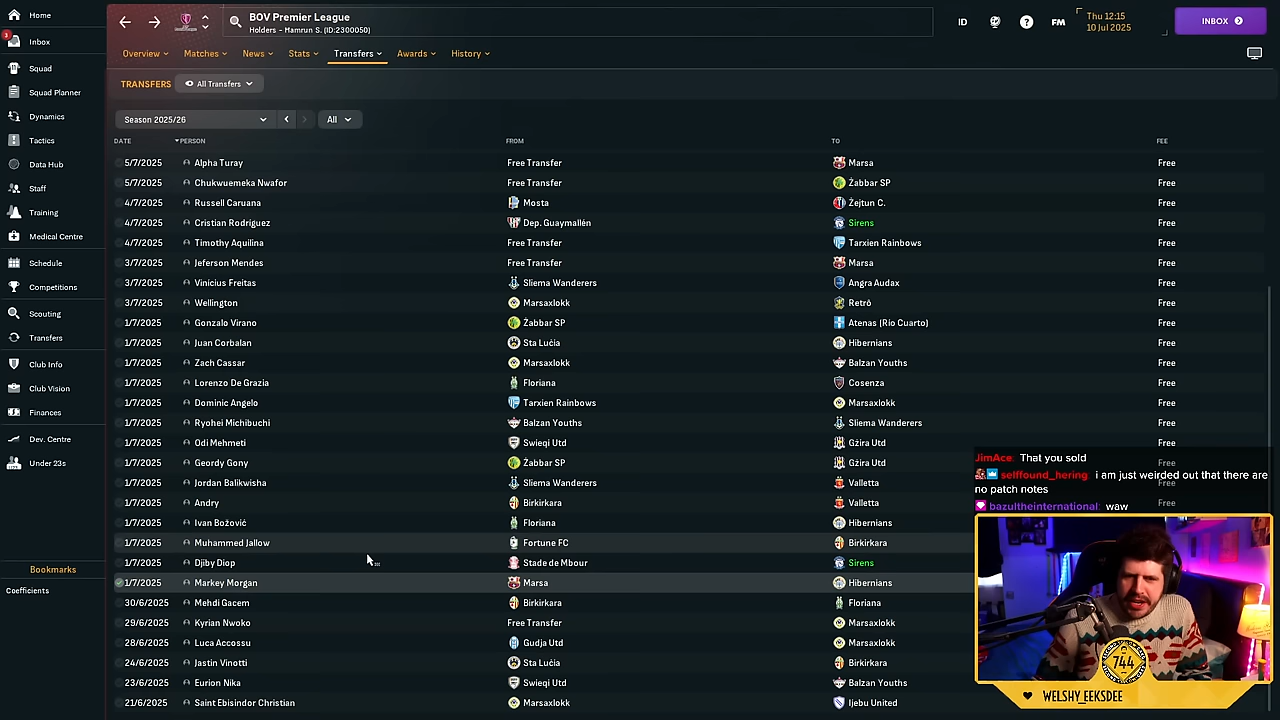 Home
3
Inbox
Squad
Squad Planner
Dynamics
Tactics
Data Hub
Staff
Training
Medical Centre
Schedule
Competitions
Scouting
Transfers
Club Info
Club Vision
Finances
Dev. Centre
Under 23s
Bookmarks
Coefficients
BOV Premier League
Holders - Mamrun S. (ID:2300050)
ID ? FM
Thu 12:15
10 Jul 2025
INBOX
Overview Matches News Stats Transfers Awards History
TRANSFERS All Transfers
Season 2025/26 All
DATE PERSON FROM TO FEE
5/7/2025 Alpha Turay Free Transfer Marsa Free
5/7/2025 Chukwuemeka Nwafor Free Transfer Żabbar SP Free
4/7/2025 Russell Caruana Mosta Żejtun C. Free
4/7/2025 Cristian Rodríguez Dep. Guaymallén Sirens Free
4/7/2025 Timothy Aquilina Free Transfer Tarxien Rainbows Free
3/7/2025 Jeferson Mendes Free Transfer Marsa Free
3/7/2025 Vinícius Freitas Sliema Wanderers Angra Audax Free
3/7/2025 Wellington Marsaxlokk Retrô Free
1/7/2025 Gonzalo Virano Żabbar SP Atenas (Río Cuarto) Free
1/7/2025 Juan Corbalan Sta Luċia Hibernians Free
1/7/2025 Zach Cassar Marsaxlokk Balzan Youths Free
1/7/2025 Lorenzo De Grazia Floriana Cosenza Free
1/7/2025 Dominic Angelo Tarxien Rainbows Marsaxlokk Free
1/7/2025 Ryohei Michibuchi Balzan Youths Sliema Wanderers Free
1/7/2025 Odi Mehmeti Swieqi Utd Gżira Utd Free
1/7/2025 Geordy Gony Żabbar SP Gżira Utd Free
1/7/2025 Jordan Balikwisha Sliema Wanderers Valletta Free
1/7/2025 Andry Birkirkara Valletta Free
1/7/2025 Ivan Božović Floriana Hibernians
1/7/2025 Muhammed Jallow Fortune FC Birkirkara
1/7/2025 Djiby Diop Stade de Mbour Sirens
1/7/2025 Markey Morgan Marsa Hibernians
30/6/2025 Mehdi Gacem Birkirkara Floriana
29/6/2025 Kyrian Nwoko Free Transfer Marsaxlokk
28/6/2025 Luca Accossu Gudja Utd Marsaxlokk
24/6/2025 Jastin Vinotti Sta Luċia Birkirkara
23/6/2025 Eurion Nika Swieqi Utd Balzan Youths
21/6/2025 Saint Ebisindor Christian Marsaxlokk Ijebu United
JimAce: That you sold
selffound_hering: i am just weirded out that there are
no patch notes
bazultheinternational: waw
744
WELSHY_EEKSDEE